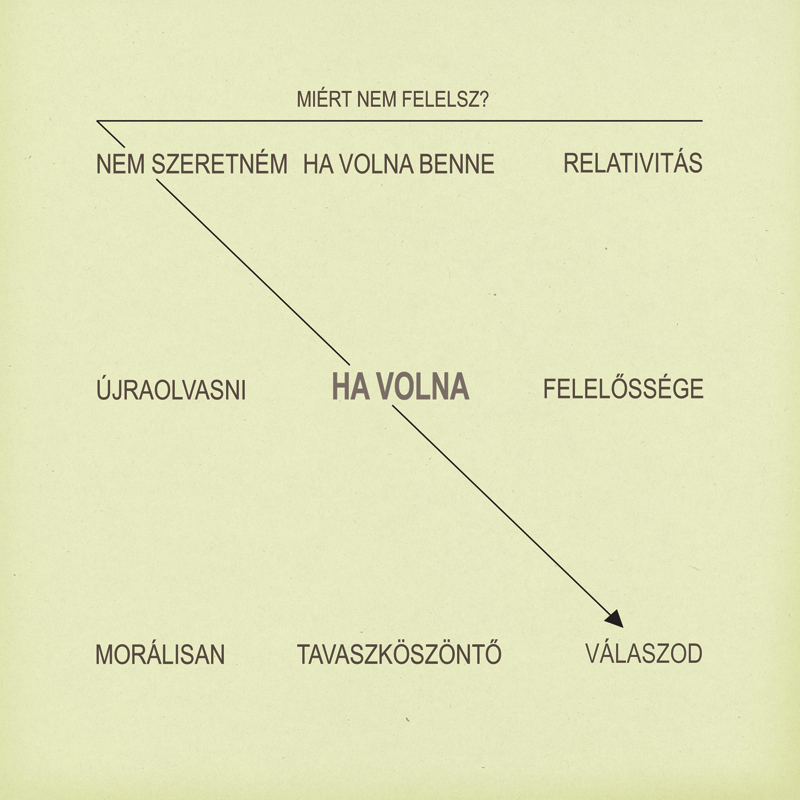 MIÉRT NEM FELELSZ?
NEM SZERETNÉM HA VOLNA BENNE RELATIVITÁS
ÚJRAOLVASNI HA VOLNA FELELŐSSÉGE
MORÁLISAN TAVASZKÖSZÖNTŐ VÁLASZOD